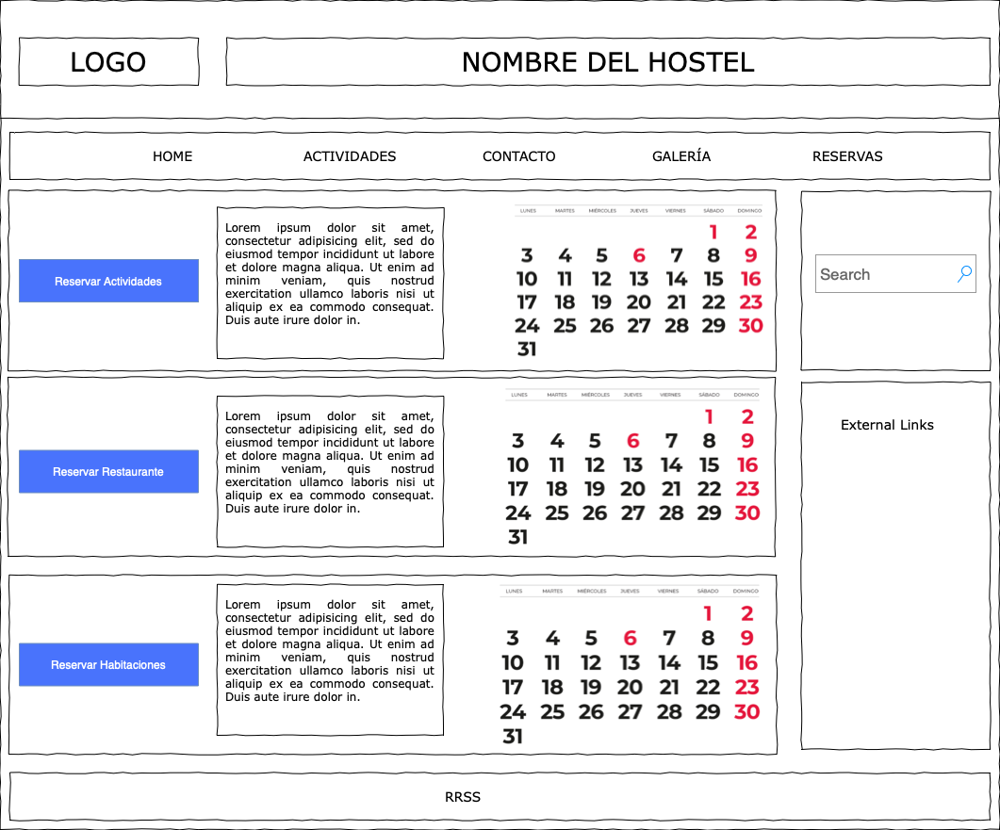 LOGO
NOMBRE DEL HOSTEL
HOME ACTIVIDADES CONTACTO GALERÍA RESERVAS
Reservar Actividades
Lorem ipsum dolor sit amet,
consectetur adipisicing elit, sed do
eiusmod tempor incididunt ut labore
et dolore magna aliqua. Ut enim ad
minim veniam, quis nostrud
exercitation ullamco laboris nisi ut
aliquip ex ea commodo consequat.
Duis aute irure dolor in.
LUNES MARTES MIÉRCOLES JUEVES VIERNES SÁBADO DOMINGO
1 2
3 4 5 6 7 8 9
10 11 12 13 14 15 16
17 18 19 20 21 22 23
24 25 26 27 28 29 30
31
Search
Reservar Restaurante
Lorem ipsum dolor sit amet,
consectetur adipisicing elit, sed do
eiusmod tempor incididunt ut labore
et dolore magna aliqua. Ut enim ad
minim veniam, quis nostrud
exercitation ullamco laboris nisi ut
aliquip ex ea commodo consequat.
Duis aute irure dolor in.
LUNES MARTES MIÉRCOLES JUEVES VIERNES SÁBADO DOMINGO
1 2
3 4 5 6 7 8 9
10 11 12 13 14 15 16
17 18 19 20 21 22 23
24 25 26 27 28 29 30
31
External Links
Reservar Habitaciones
Lorem ipsum dolor sit amet,
consectetur adipisicing elit, sed do
eiusmod tempor incididunt ut labore
et dolore magna aliqua. Ut enim ad
minim veniam, quis nostrud
exercitation ullamco laboris nisi ut
aliquip ex ea commodo consequat.
Duis aute irure dolor in.
LUNES MARTES MIÉRCOLES JUEVES VIERNES SÁBADO DOMINGO
1 2
3 4 5 6 7 8 9
10 11 12 13 14 15 16
17 18 19 20 21 22 23
24 25 26 27 28 29 30
31
RRSS